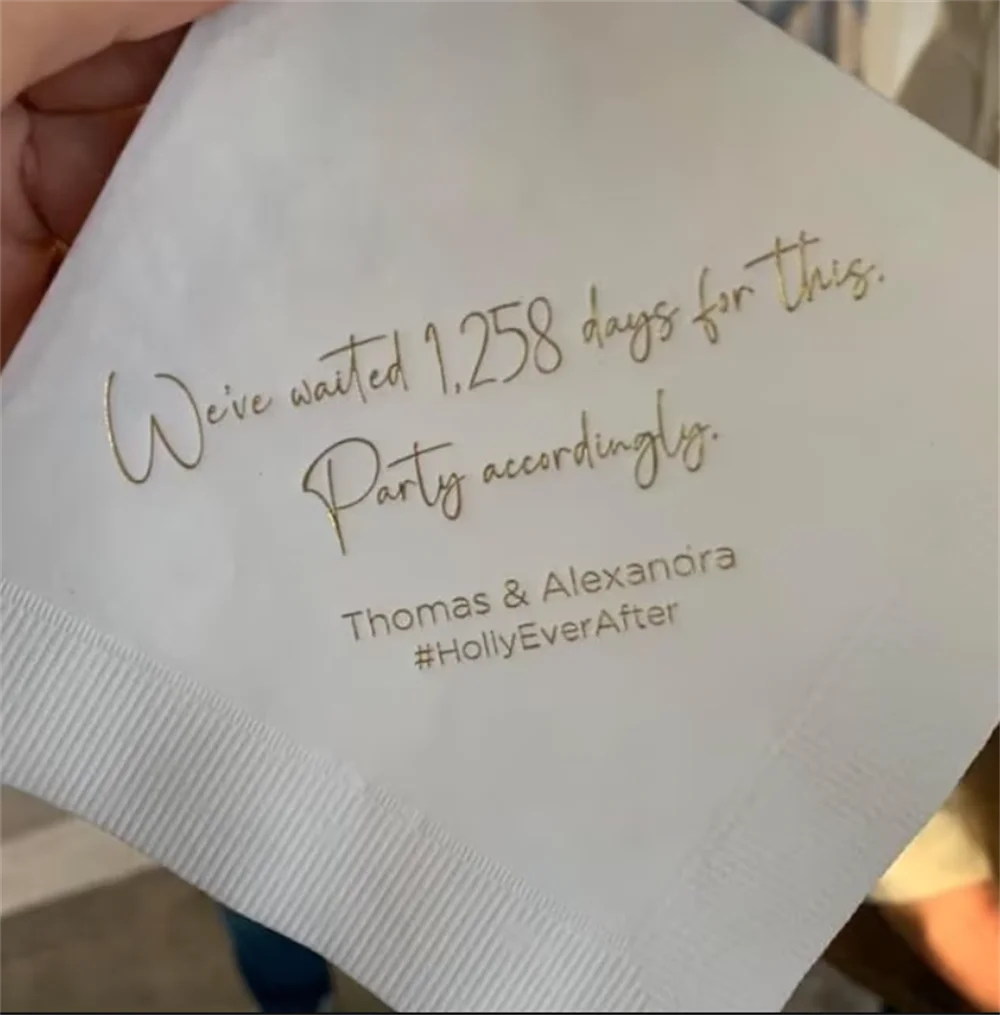 We've waited 1,258 days for this.
Party accordingly.
Thomas & Alexandra
#HollyEverAfter